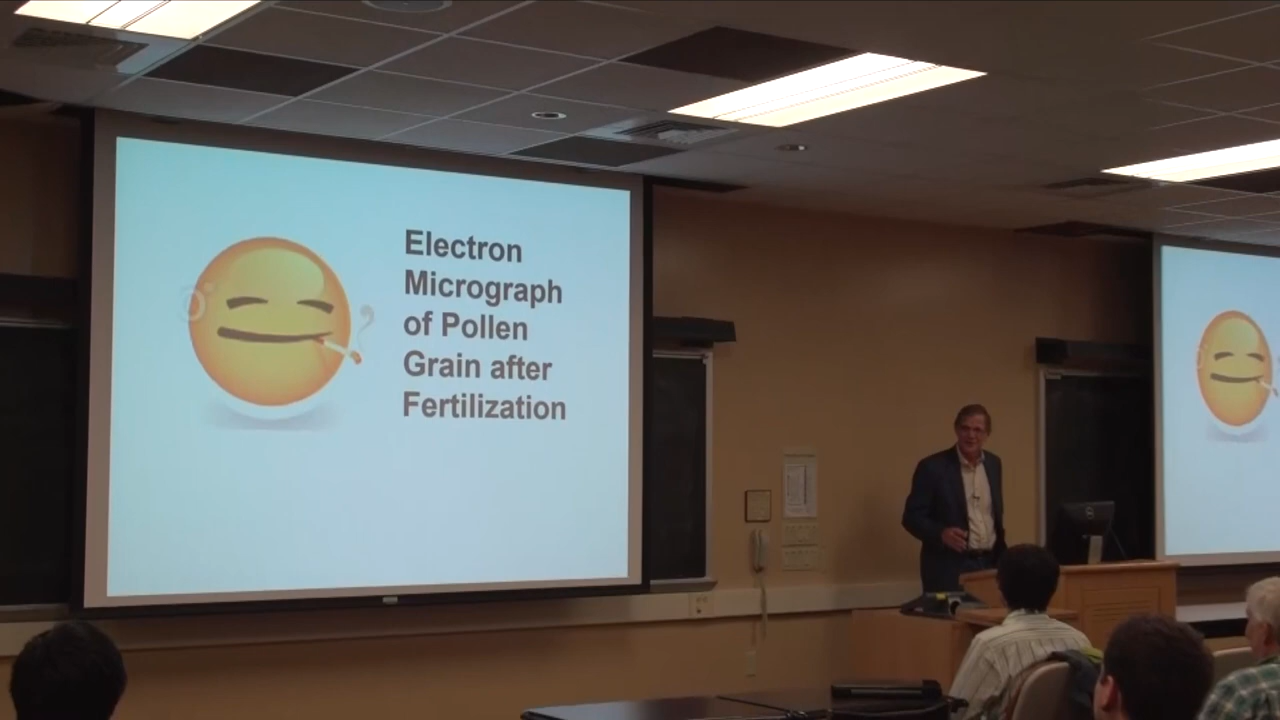 Electron
Micrograph
of Pollen
Grain after
Fertilization